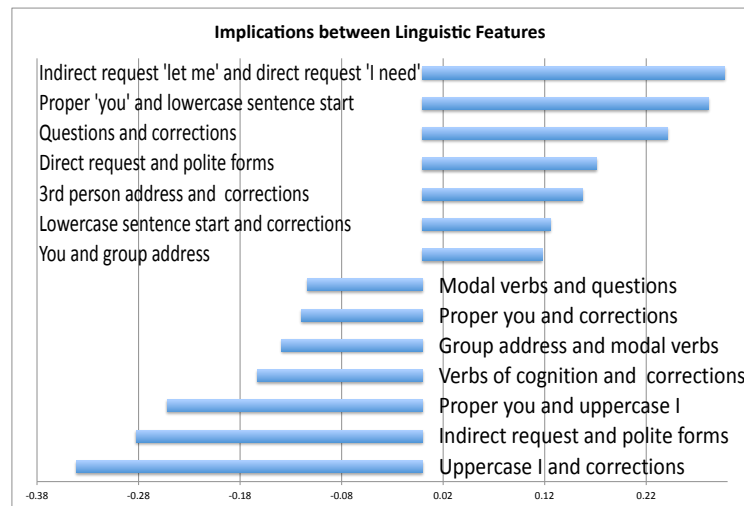 Implications between Linguistic Features
Indirect request 'let me' and direct request 'I need'
Proper 'you' and lowercase sentence start
Questions and corrections
Direct request and polite forms
3rd person address and corrections
Lowercase sentence start and corrections
You and group address
Modal verbs and questions
Proper you and corrections
Group address and modal verbs
Verbs of cognition and corrections
Proper you and uppercase I
Indirect request and polite forms
Uppercase I and corrections
-0.38 -0.28 -0.18 -0.08 0.02 0.12 0.22